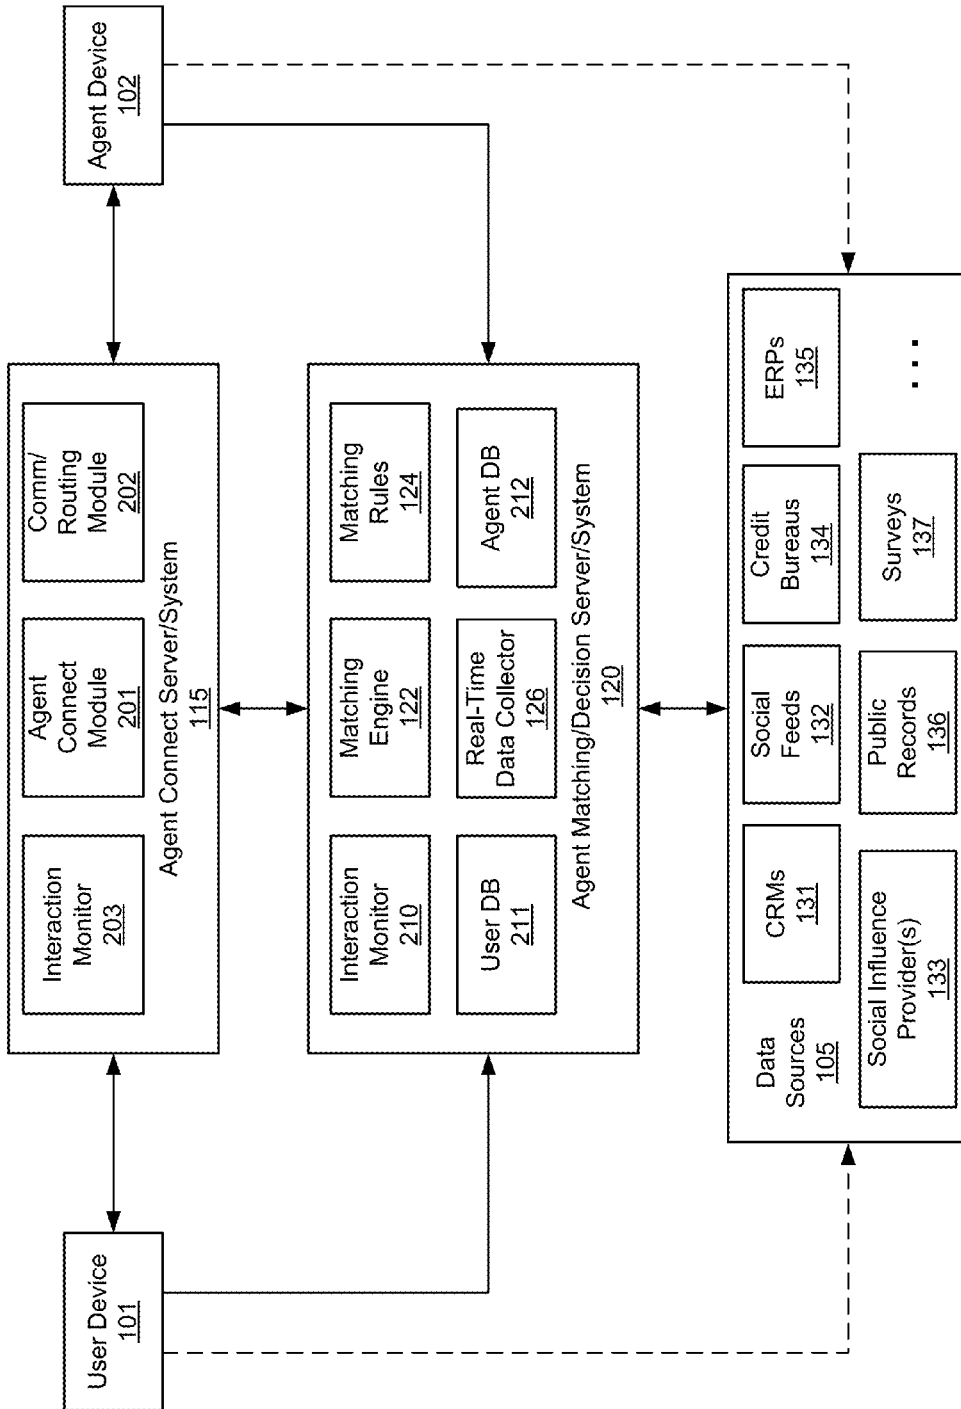 User Device
101
Interaction
Monitor
203
Agent
Connect
Module
201
Comm/
Routing
Module
202
Agent Connect Server/System
115
Agent Device
102
Interaction
Monitor
210
Matching
Engine
122
Matching
Rules
124
User DB
211
Real-Time
Data Collector
126
Agent DB
212
Agent Matching/Decision Server/System
120
Data
Sources
105
CRMs
131
Social
Feeds
132
Credit
Bureaus
134
ERPs
135
Social Influence
Provider(s)
133
Public
Records
136
Surveys
137
...